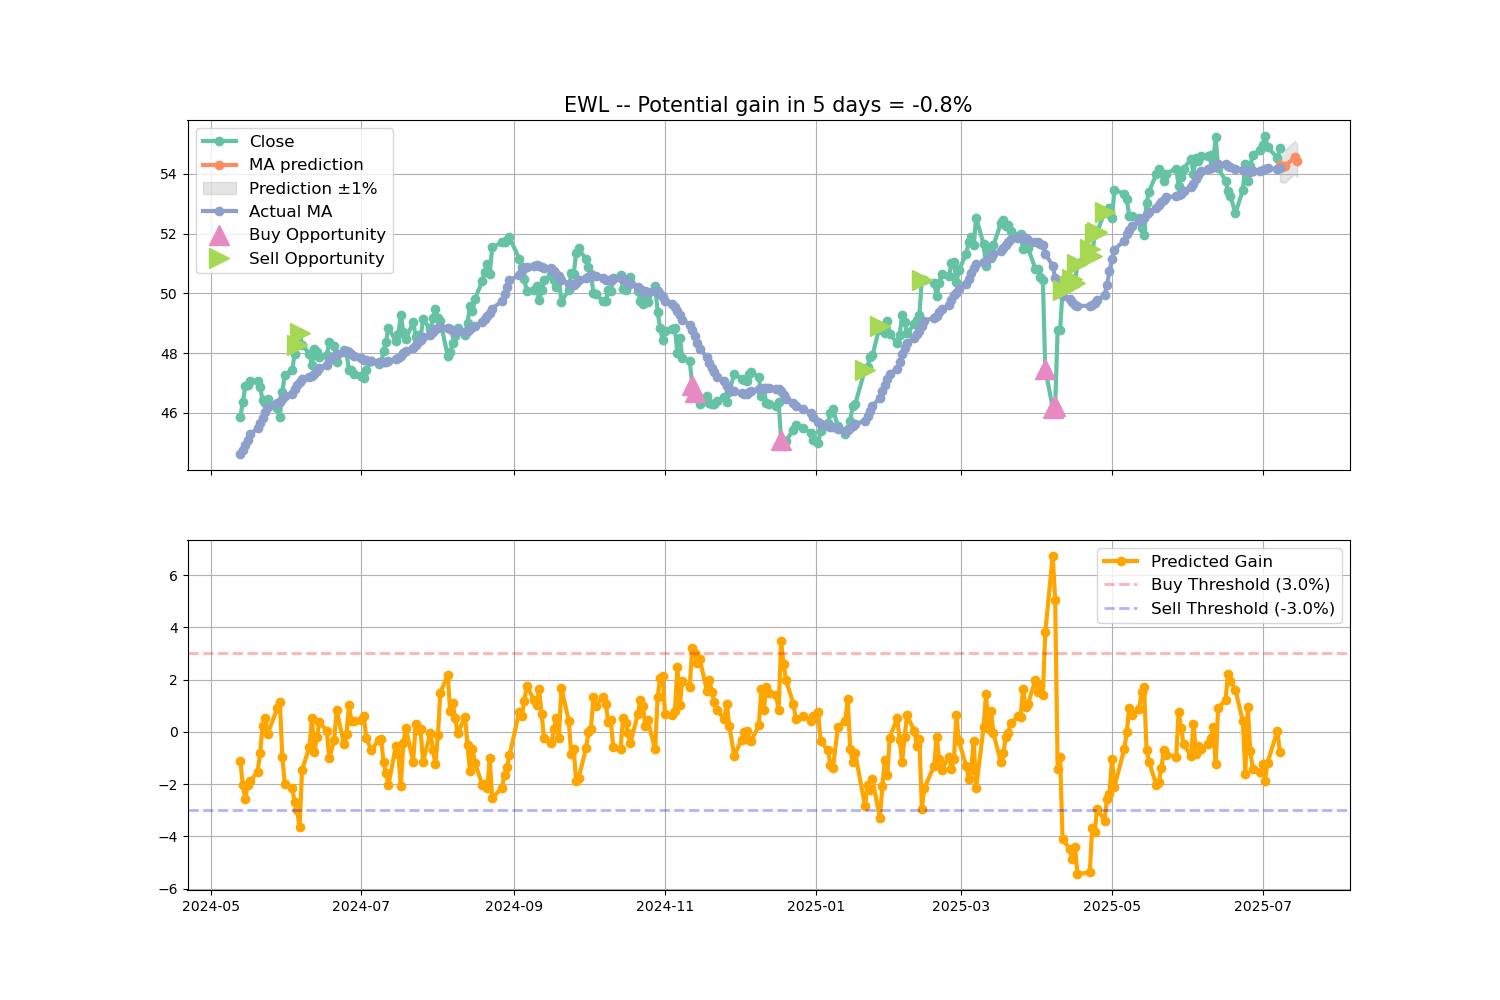 EWL -- Potential gain in 5 days = -0.8%
Close
MA prediction
Prediction ±1%
Actual MA
Buy Opportunity
Sell Opportunity
54
52
50
48
46
Predicted Gain
Buy Threshold (3.0%)
Sell Threshold (-3.0%)
6
4
2
0
−2
−4
−6
2024-05 2024-07 2024-09 2024-11 2025-01 2025-03 2025-05 2025-07